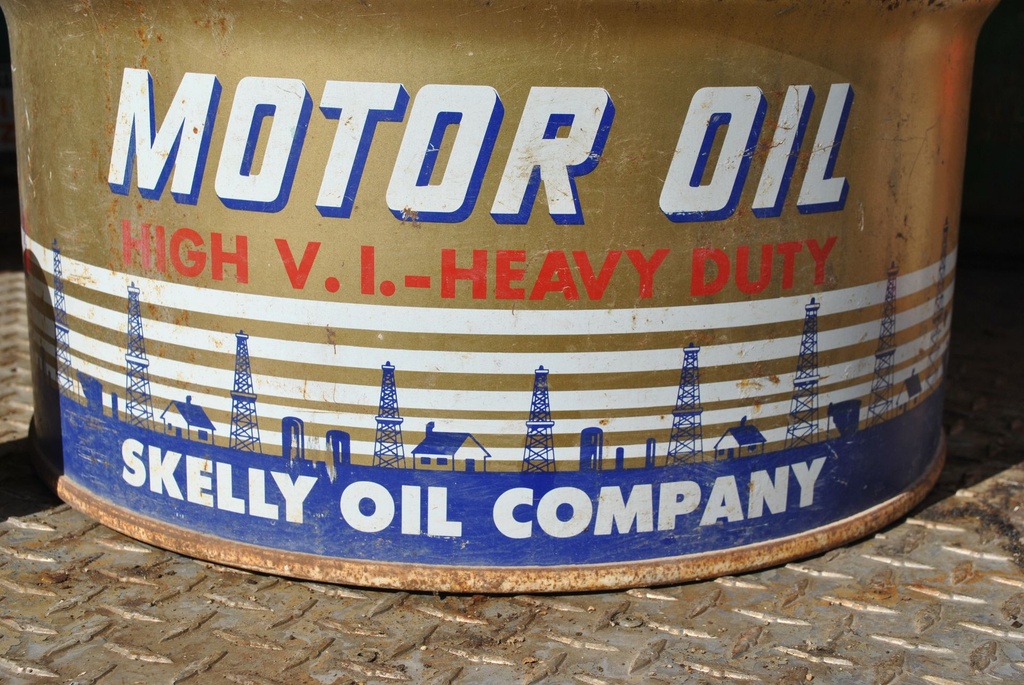 MOTOR OIL
HIGH V. I.-HEAVY DUTY
SKELLY OIL COMPANY